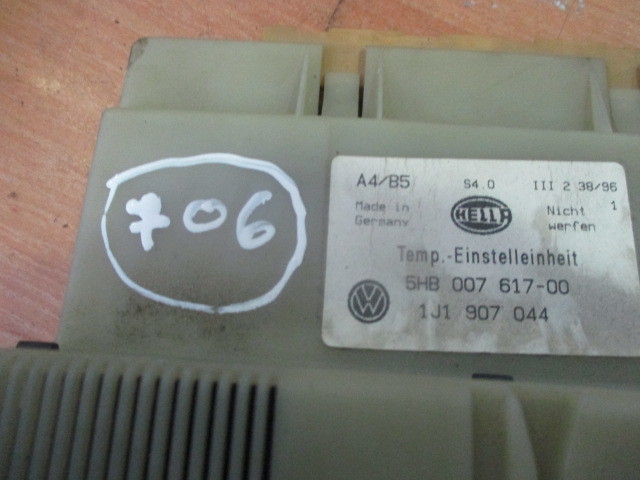 706
A4/B5 S4.0 III 2 38/96
Made in Germany HELLA Nicht werfen 1
Temp.-Einstelleinheit
5HB 007 617-00
1J1 907 044